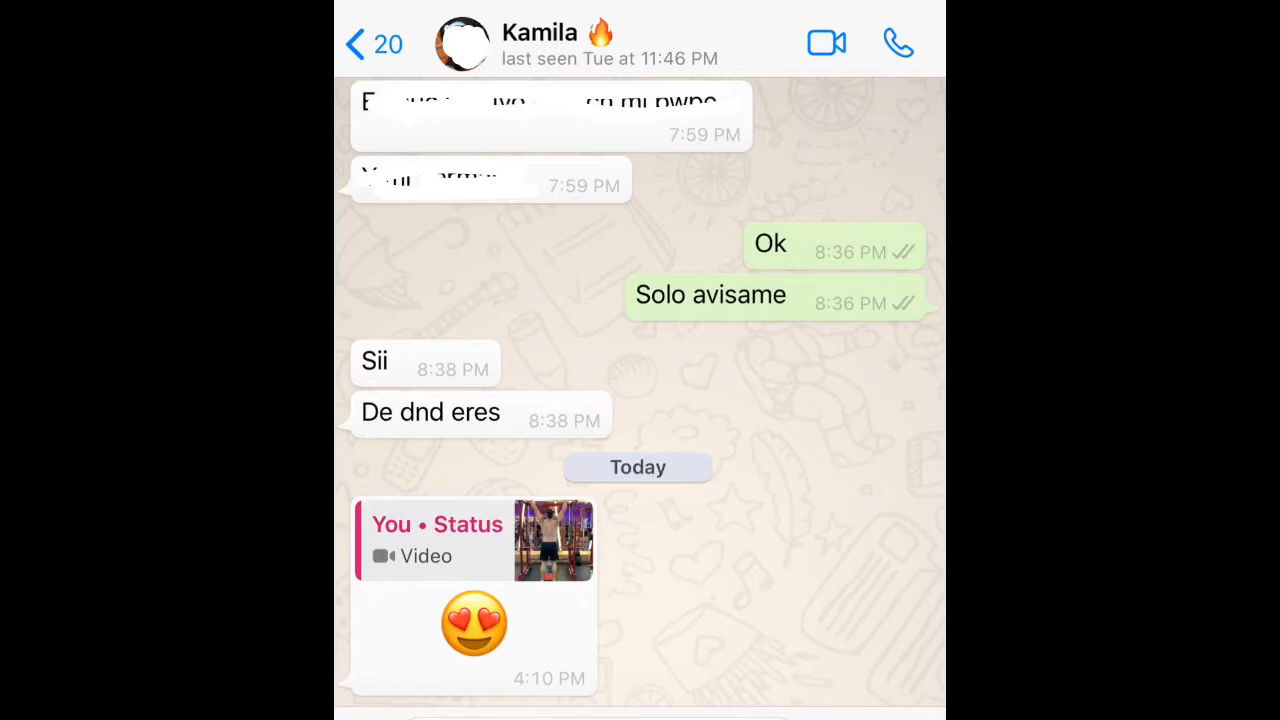 20
Kamila 🔥
last seen Tue at 11:46 PM
7:59 PM
7:59 PM
Ok 8:36 PM
Solo avisame 8:36 PM
Sii 8:38 PM
De dnd eres 8:38 PM
Today
You • Status
Video
😍
4:10 PM